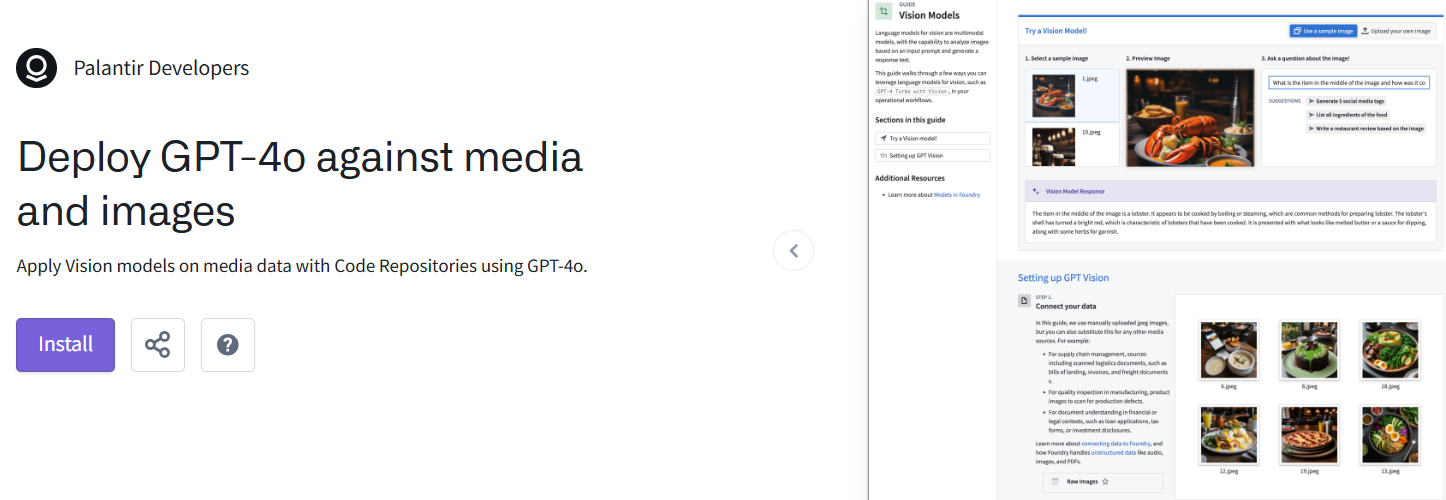 Palantir Developers
Deploy GPT-4o against media
and images
Apply Vision models on media data with Code Repositories using GPT-4o.
Install
GUIDE
Vision Models
Language models for vision are multimodal
models, with the capability to analyze images
based on an input prompt and generate a
response text.
This guide walks through a few ways you can
leverage language models for vision, such as
GPT-4 Turbo with Vision, in your
operational workflows.
Sections in this guide
Try a Vision model!
Setting up GPT Vision
Additional Resources
Learn more about Models in Foundry
Try a Vision Model!
Use a sample image
Upload your own image
1. Select a sample image
2. Preview Image
3. Ask a question about the image!
1.jpeg
19.jpeg
What is the item in the middle of the image and how was it co
SUGGESTIONS
Generate 5 social media tags
List all ingredients of the food
Write a restaurant review based on the image
Vision Model Response
The item in the middle of the image is a lobster. It appears to be cooked by boiling or steaming, which are common methods for preparing lobster. The lobster's
shell has turned a bright red, which is characteristic of lobsters that have been cooked. It is presented with what looks like melted butter or a sauce for dipping,
along with some herbs for garnish.
Setting up GPT Vision
STEP 1.
Connect your data
In this guide, we use manually uploaded jpeg images,
but you can also substitute this for any other media
sources. For example:
For supply chain management, sources
including scanned logistics documents, such as
bills of landing, invoices, and freight documents
s.
For quality inspection in manufacturing, product
images to scan for production defects.
For document understanding in financial or
legal contexts, such as loan applications, tax
forms, or investment disclosures.
Learn more about connecting data to Foundry, and
how Foundry handles unstructured data like audio,
images, and PDFs.
Raw images
6.jpeg
8.jpeg
18.jpeg
12.jpeg
19.jpeg
13.jpeg